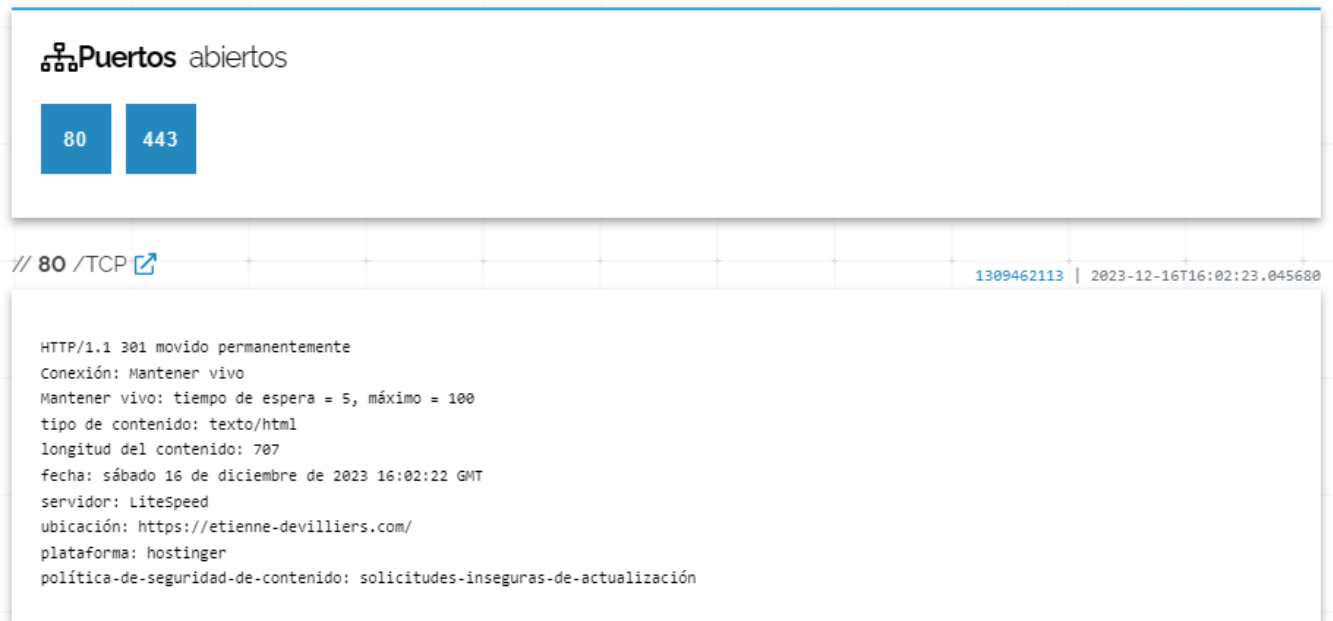 Puertos abiertos
80 443
// 80 /TCP
1309462113 | 2023-12-16T16:02:23.045680
HTTP/1.1 301 movido permanentemente
Conexión: Mantener vivo
Mantener vivo: tiempo de espera = 5, máximo = 100
tipo de contenido: texto/html
longitud del contenido: 707
fecha: sábado 16 de diciembre de 2023 16:02:22 GMT
servidor: LiteSpeed
ubicación: https://etienne-devilliers.com/
plataforma: hostinger
política-de-seguridad-de-contenido: solicitudes-inseguras-de-actualización